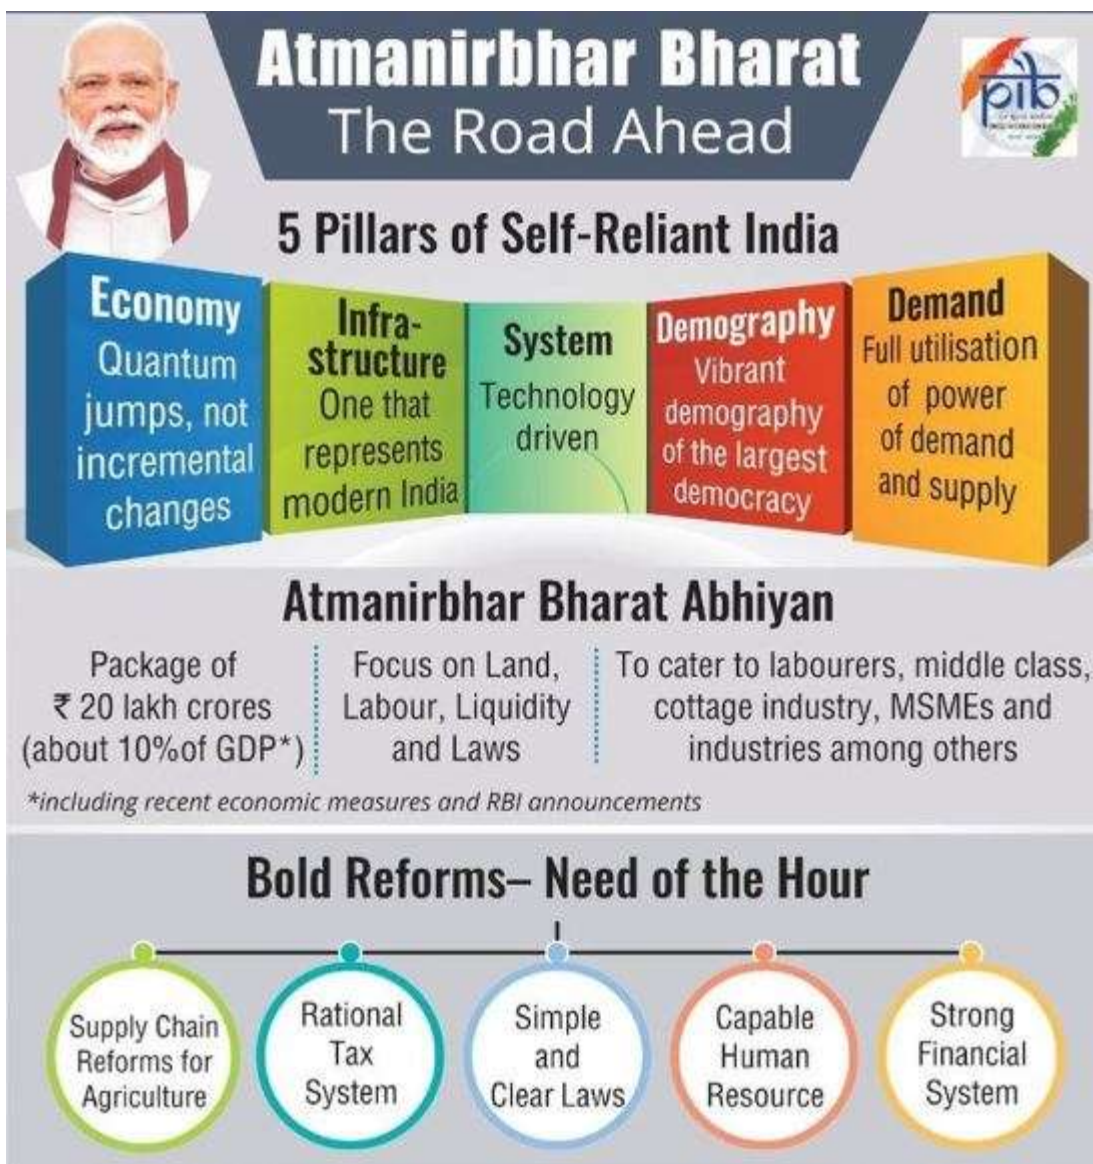 Atmanirbhar Bharat
The Road Ahead
pib
5 Pillars of Self-Reliant India
Economy
Quantum
jumps, not
incremental
changes
Infra-
structure
One that
represents
modern India
System
Technology
driven
Demography
Vibrant
demography
of the largest
democracy
Demand
Full utilisation
of power
of demand
and supply
Atmanirbhar Bharat Abhiyan
Package of
₹ 20 lakh crores
(about 10%of GDP*)
Focus on Land,
Labour, Liquidity
and Laws
To cater to labourers, middle class,
cottage industry, MSMEs and
industries among others
*including recent economic measures and RBI announcements
Bold Reforms– Need of the Hour
Supply Chain
Reforms for
Agriculture
Rational
Tax
System
Simple
and
Clear Laws
Capable
Human
Resource
Strong
Financial
System